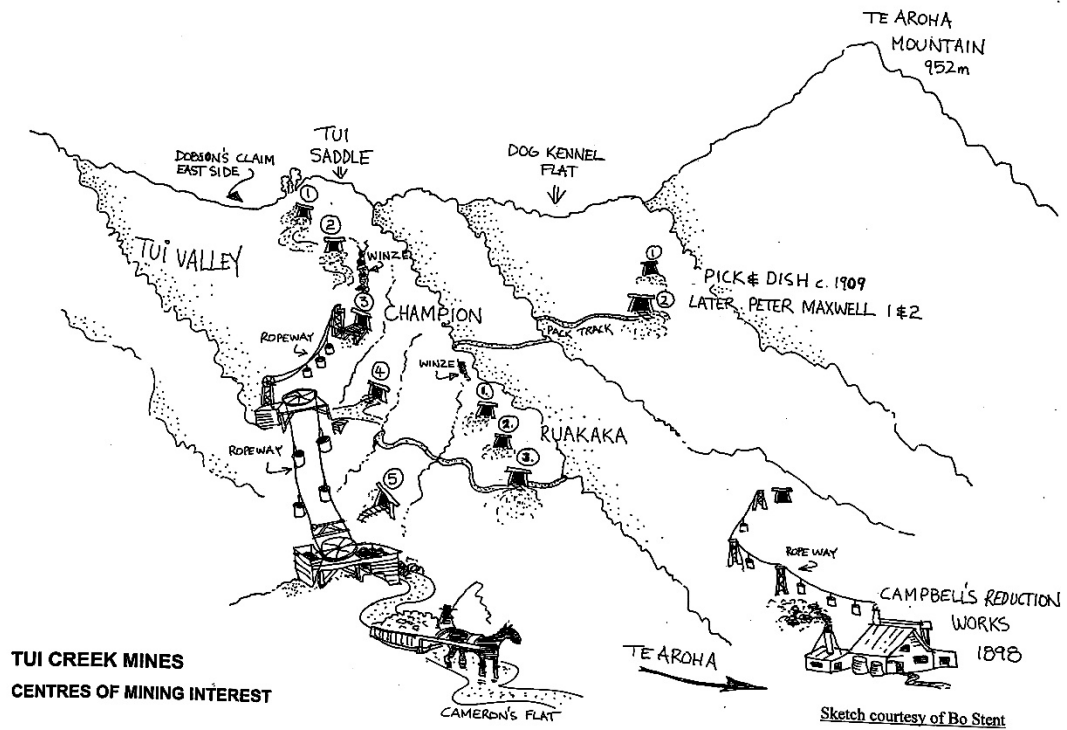 TE AROHA
MOUNTAIN
952m
TUI
SADDLE
DOBSON'S CLAIM
EAST SIDE
DOG KENNEL
FLAT
TUI VALLEY
1
2
WINZE
3
CHAMPION
ROPEWAY
1
2
PICK & DISH c. 1909
LATER PETER MAXWELL 1 & 2
PACK TRACK
4
WINZE
1.
2.
3.
RUAKAKA
ROPEWAY
5
ROPEWAY
CAMPBELL'S REDUCTION
WORKS
1898
TE AROHA
CAMERON'S FLAT
TUI CREEK MINES
CENTRES OF MINING INTEREST
Sketch courtesy of Bo Stent